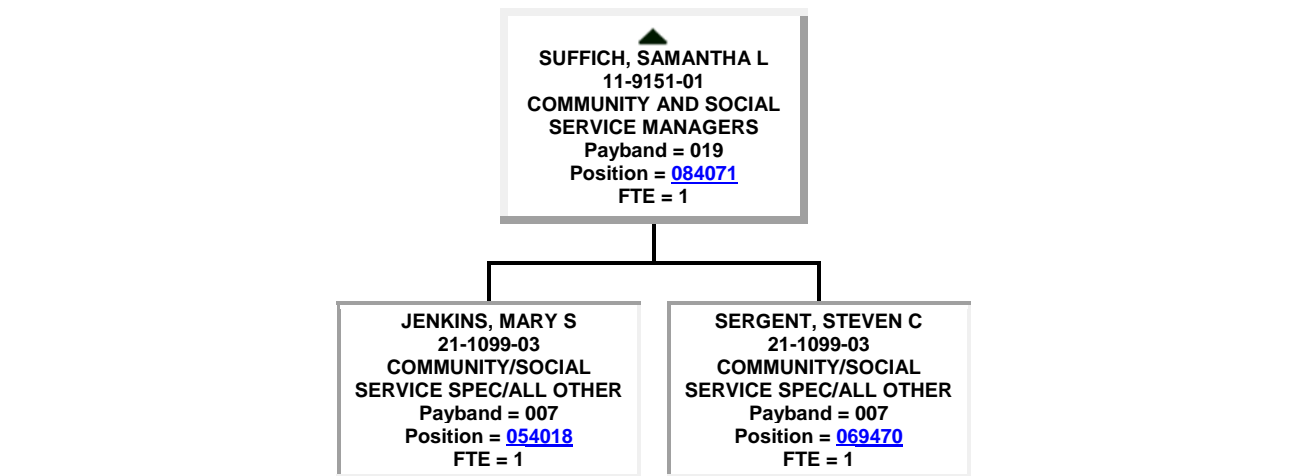 SUFFICH, SAMANTHA L
11-9151-01
COMMUNITY AND SOCIAL
SERVICE MANAGERS
Payband = 019
Position = 084071
FTE = 1
JENKINS, MARY S
21-1099-03
COMMUNITY/SOCIAL
SERVICE SPEC/ALL OTHER
Payband = 007
Position = 054018
FTE = 1
SERGENT, STEVEN C
21-1099-03
COMMUNITY/SOCIAL
SERVICE SPEC/ALL OTHER
Payband = 007
Position = 069470
FTE = 1